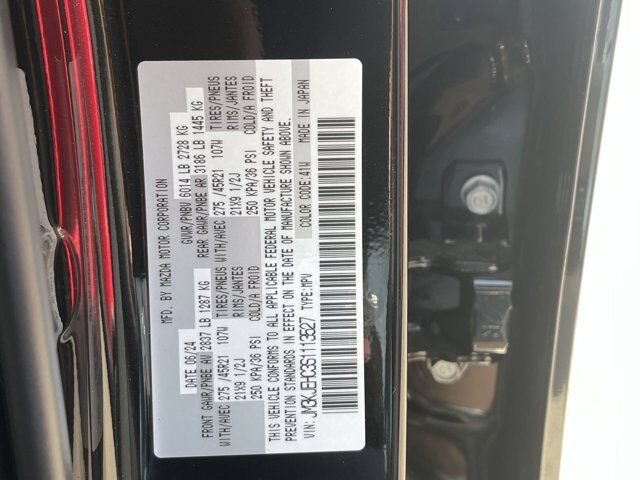 MFD. BY MAZDA MOTOR CORPORATION
DATE 06/24 GVWR/PNBV 6014 LB 2728 KG
FRONT GAWR/PNBE AV 2837 LB 1287 KG REAR GAWR/PNBE AR 3186 LB 1445 KG
WITH/AVEC 275 /45R21 107W TIRES/PNEUS WITH/AVEC 275 /45R21 107W TIRES/PNEUS
21X9 1/2J RIMS/JANTES 21X9 1/2J RIMS/JANTES
250 KPA/36 PSI COLD/A FROID 250 KPA/36 PSI COLD/A FROID
THIS VEHICLE CONFORMS TO ALL APPLICABLE FEDERAL MOTOR VEHICLE SAFETY AND THEFT
PREVENTION STANDARDS IN EFFECT ON THE DATE OF MANUFACTURE SHOWN ABOVE.
VIN: JM3KJEHC3S1113527 TYPE:MPV COLOR CODE:41W MADE IN JAPAN